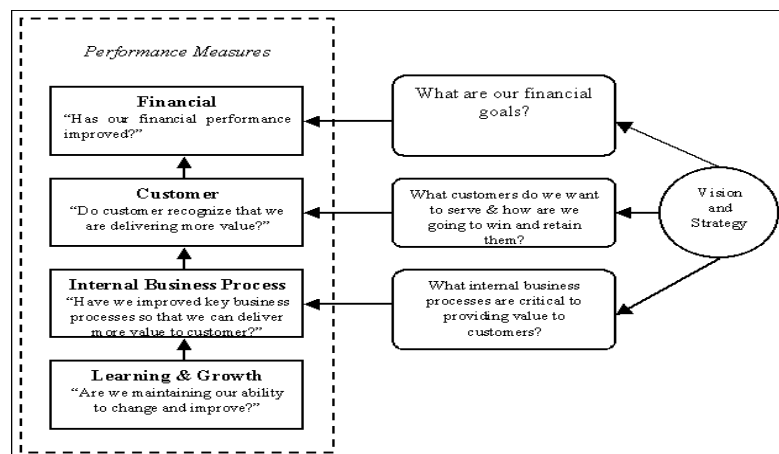 Performance Measures
Financial
“Has our financial performance
improved?”
Customer
“Do customer recognize that we
are delivering more value?”
Internal Business Process
“Have we improved key business
processes so that we can deliver
more value to customer?”
Learning & Growth
“Are we maintaining our ability
to change and improve?”
What are our financial
goals?
What customers do we want
to serve & how are we
going to win and retain
them?
What internal business
processes are critical to
providing value to
customers?
Vision
and
Strategy